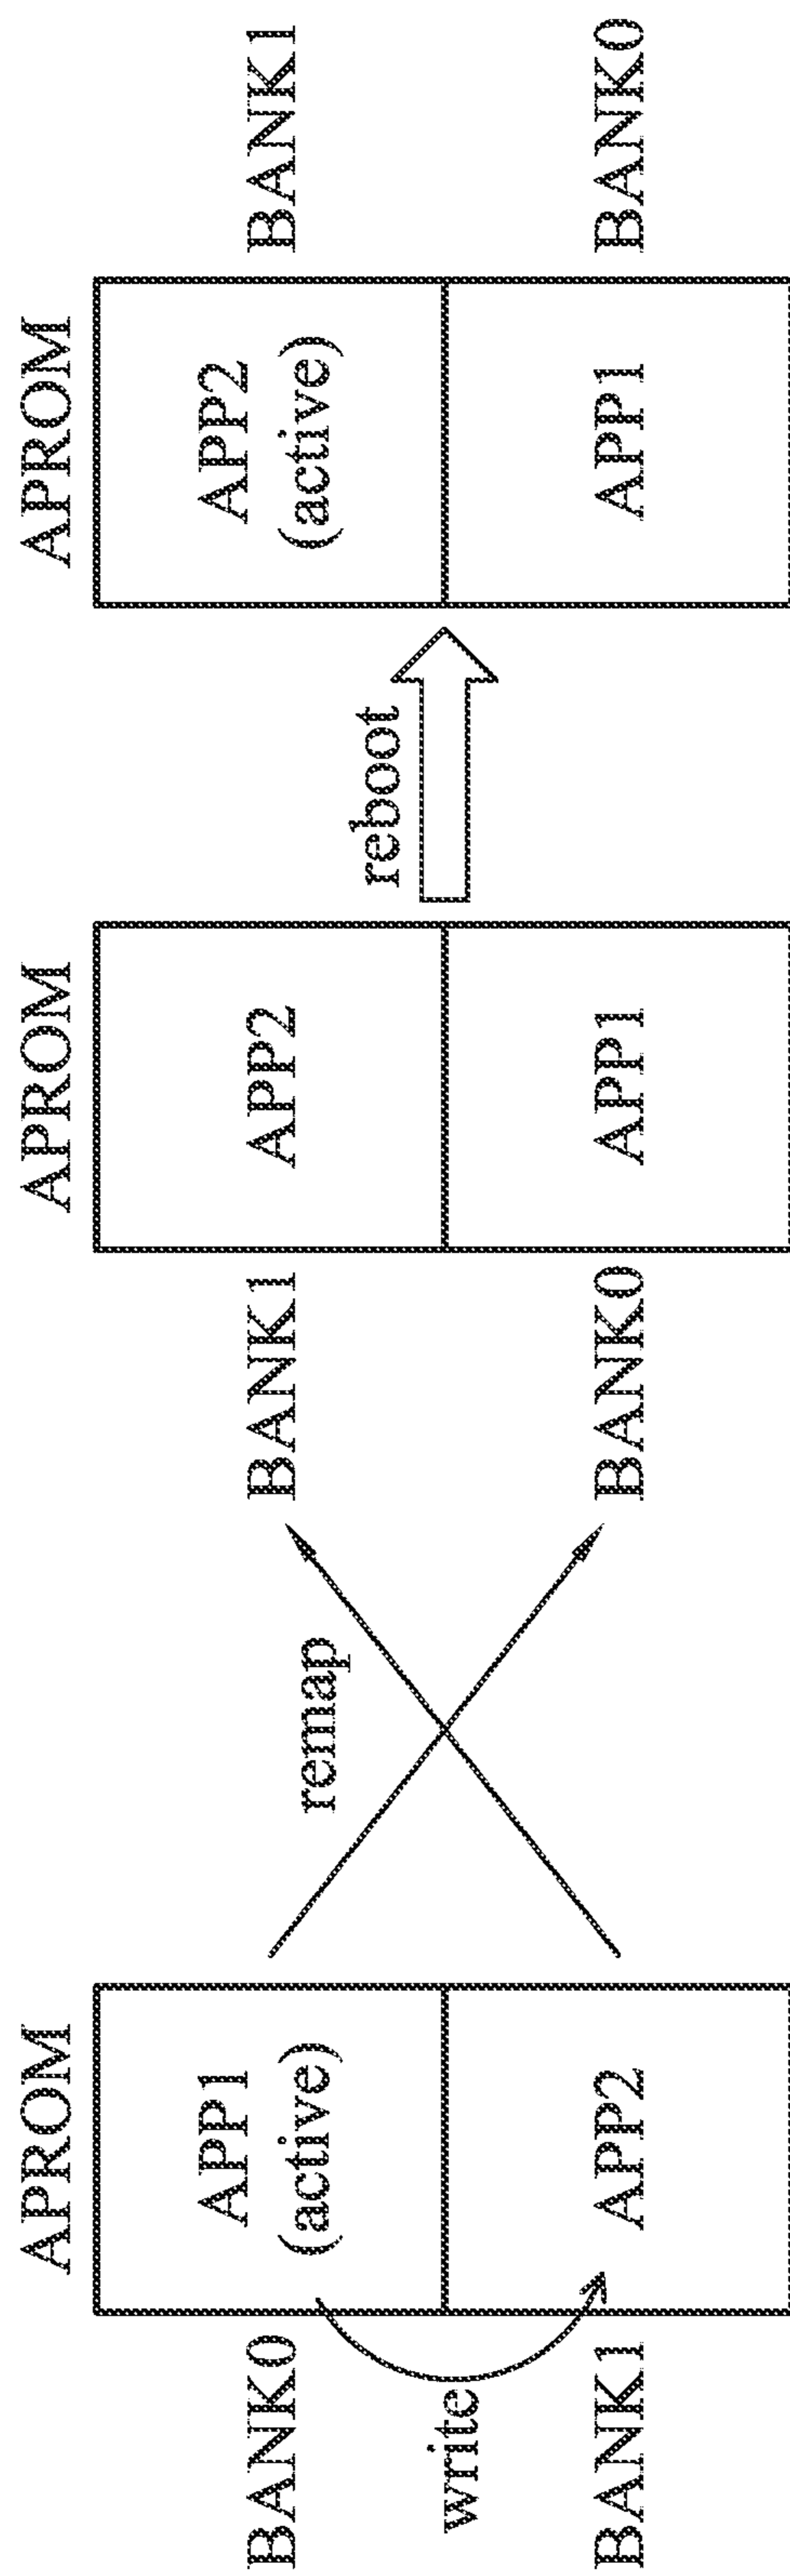 APROM
BANK0
APP1
(active)
write
BANK1
APP2
remap
APROM
BANK1
APP2
BANK0
APP1
reboot
APROM
APP2
(active)
BANK1
APP1
BANK0